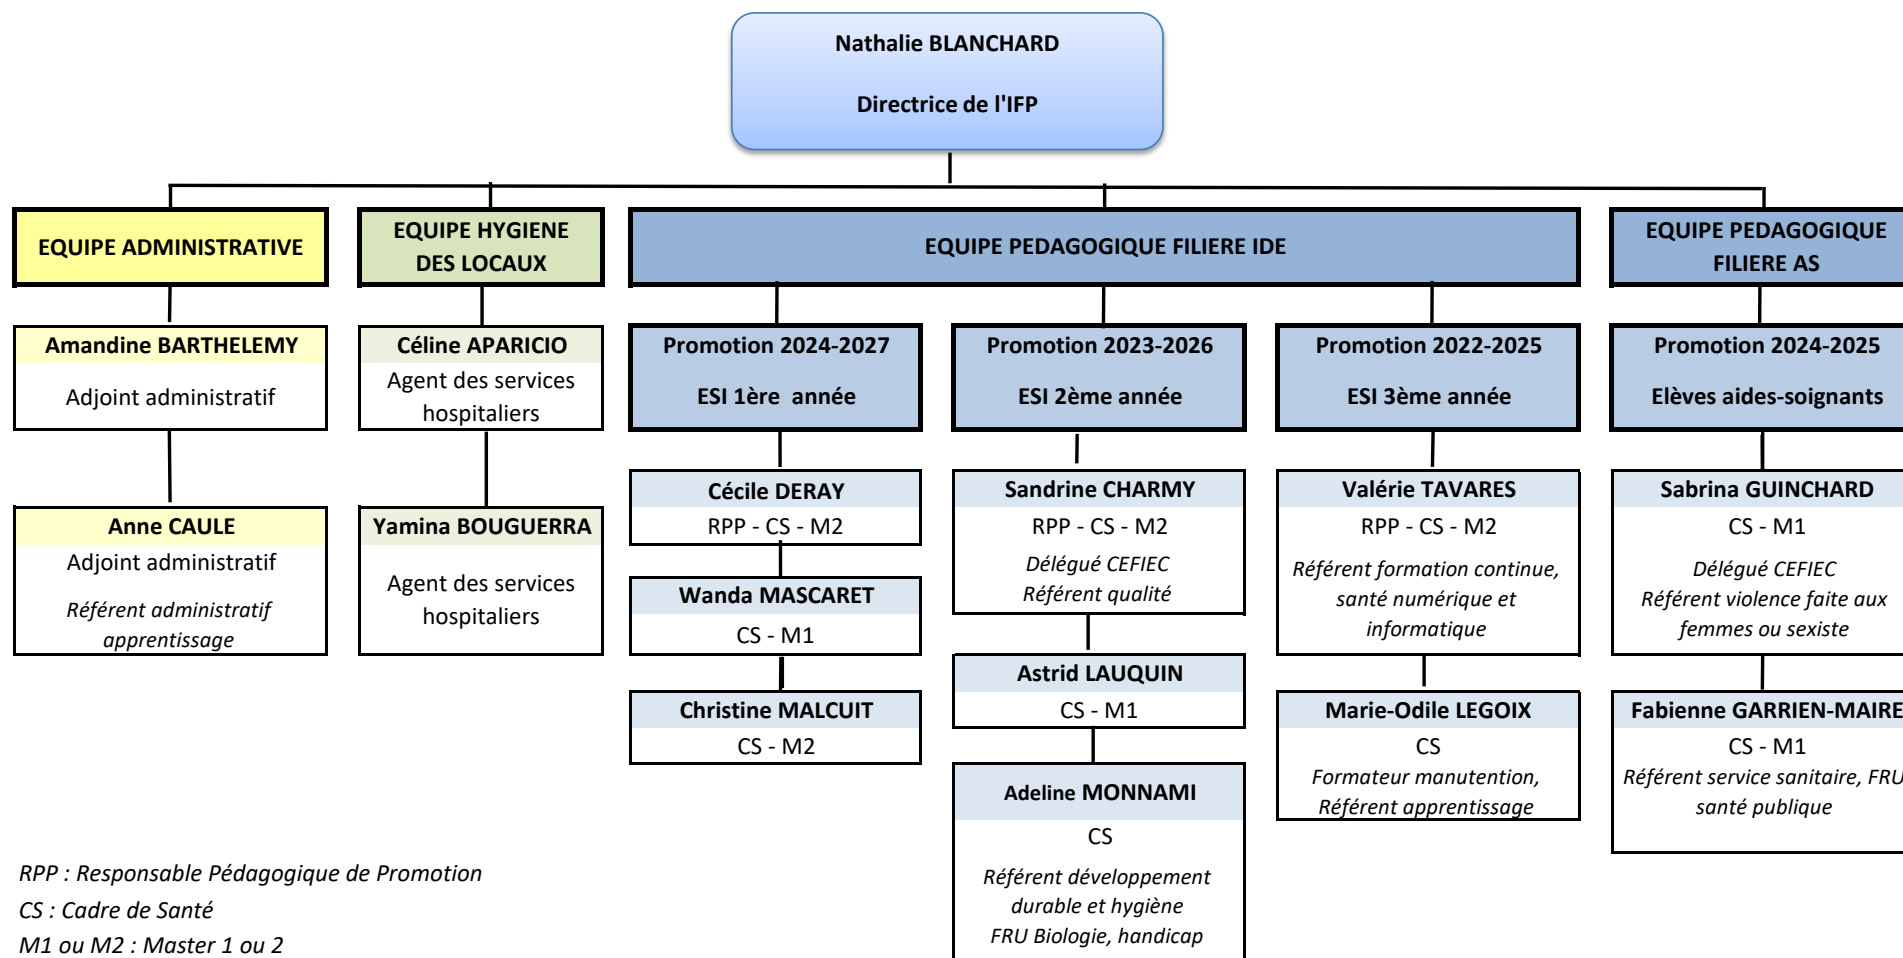 Nathalie BLANCHARD
Directrice de l'IFP
EQUIPE ADMINISTRATIVE
Amandine BARTHELEMY
Adjoint administratif
Anne CAULE
Adjoint administratif
Référent administratif
apprentissage
EQUIPE HYGIENE
DES LOCAUX
Céline APARICIO
Agent des services
hospitaliers
Yamina BOUGUERRA
Agent des services
hospitaliers
EQUIPE PEDAGOGIQUE FILIERE IDE
Promotion 2024-2027
ESI 1ère année
Cécile DERAY
RPP - CS - M2
Wanda MASCARET
CS - M1
Christine MALCUIT
CS - M2
Promotion 2023-2026
ESI 2ème année
Sandrine CHARMY
RPP - CS - M2
Délégué CEFIEC
Référent qualité
Astrid LAUQUIN
CS - M1
Adeline MONNAMI
CS
Référent développement
durable et hygiène
FRU Biologie, handicap
Promotion 2022-2025
ESI 3ème année
Valérie TAVARES
RPP - CS - M2
Référent formation continue,
santé numérique et
informatique
Marie-Odile LEGOIX
CS
Formateur manutention,
Référent apprentissage
EQUIPE PEDAGOGIQUE
FILIERE AS
Promotion 2024-2025
Elèves aides-soignants
Sabrina GUINCHARD
CS - M1
Délégué CEFIEC
Référent violence faite aux
femmes ou sexiste
Fabienne GARRIEN-MAIRE
CS - M1
Référent service sanitaire, FRU
santé publique
RPP : Responsable Pédagogique de Promotion
CS : Cadre de Santé
M1 ou M2 : Master 1 ou 2